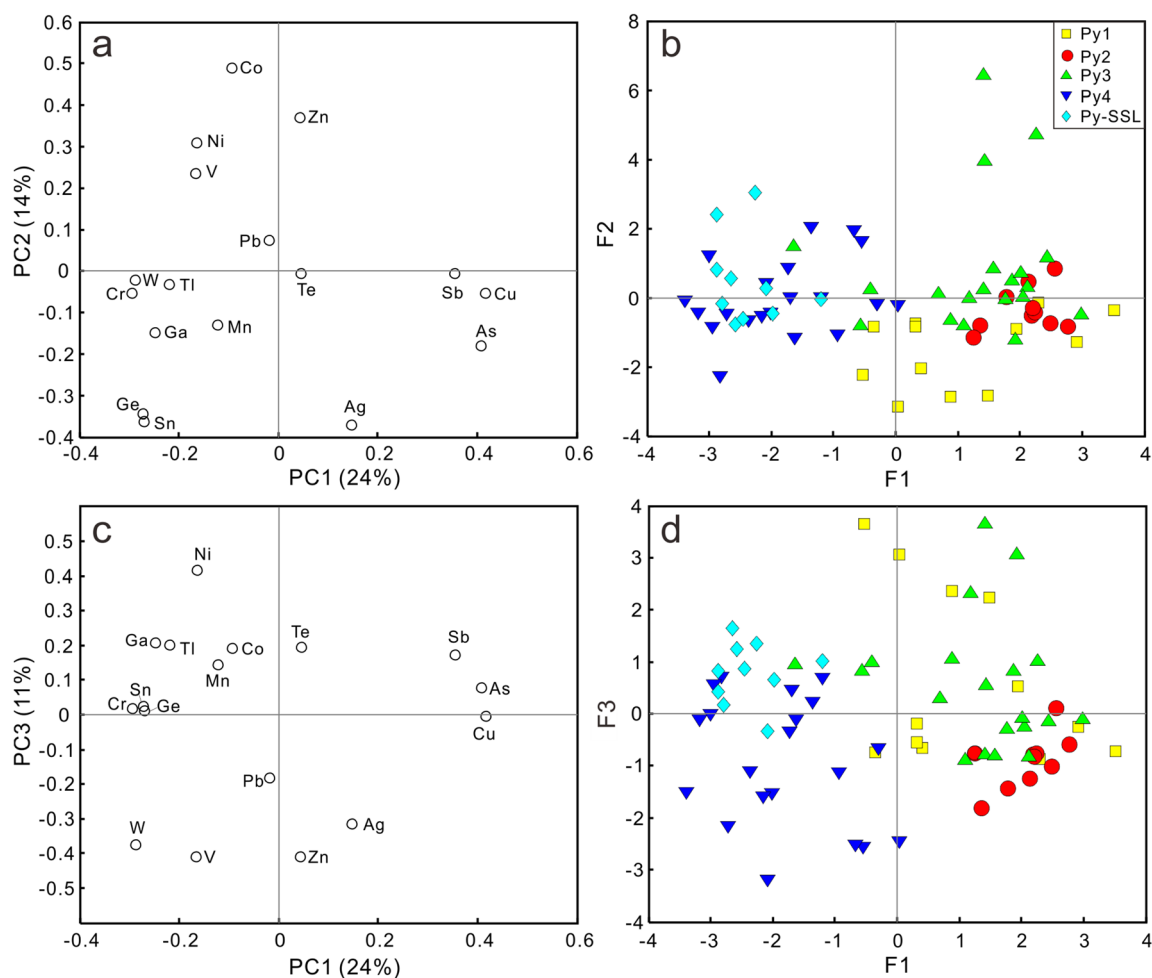 a
0.6
0.5
0.4
0.3
0.2
0.1
0
-0.1
-0.2
-0.3
-0.4
PC2 (14%)
Co
Zn
Ni
V
Pb
W
Cr
Tl
Te
Sb
Cu
Ga
Mn
As
Ge
Sn
Ag
-0.4
-0.2
0
0.2
0.4
0.6
PC1 (24%)
b
8
6
4
2
0
-2
-4
F2
Py1
Py2
Py3
Py4
Py-SSL
-4
-3
-2
-1
0
1
2
3
4
F1
c
0.5
0.4
0.3
0.2
0.1
0
-0.1
-0.2
-0.3
-0.4
-0.5
PC3 (11%)
Ni
Ga
Tl
Co
Te
Sb
Mn
Sn
As
Cr
Ge
Cu
Pb
W
Ag
V
Zn
-0.4
-0.2
0
0.2
0.4
0.6
PC1 (24%)
d
4
3
2
1
0
-1
-2
-3
-4
F3
-4
-3
-2
-1
0
1
2
3
4
F1